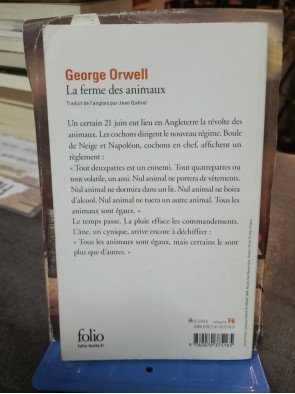 George Orwell
La ferme des animaux
Traduit de l'anglais par Jean Quéval
Un certain 21 juin eut lieu en Angleterre la révolte des
animaux. Les cochons dirigent le nouveau régime. Boule
de Neige et Napoléon, cochons en chef, affichent un
règlement :
« Tout deuxpattes est un ennemi. Tout quatrepattes ou
tout volatile, un ami. Nul animal ne portera de vêtements.
Nul animal ne dormira dans un lit. Nul animal ne boira
d'alcool. Nul animal ne tuera un autre animal. Tous les
animaux sont égaux. »
Le temps passe. La pluie efface les commandements.
L'âne, un cynique, arrive encore à déchiffrer :
« Tous les animaux sont égaux, mais certains le sont
plus que d'autres. »
folio
catégorie F6
9 782070 375165